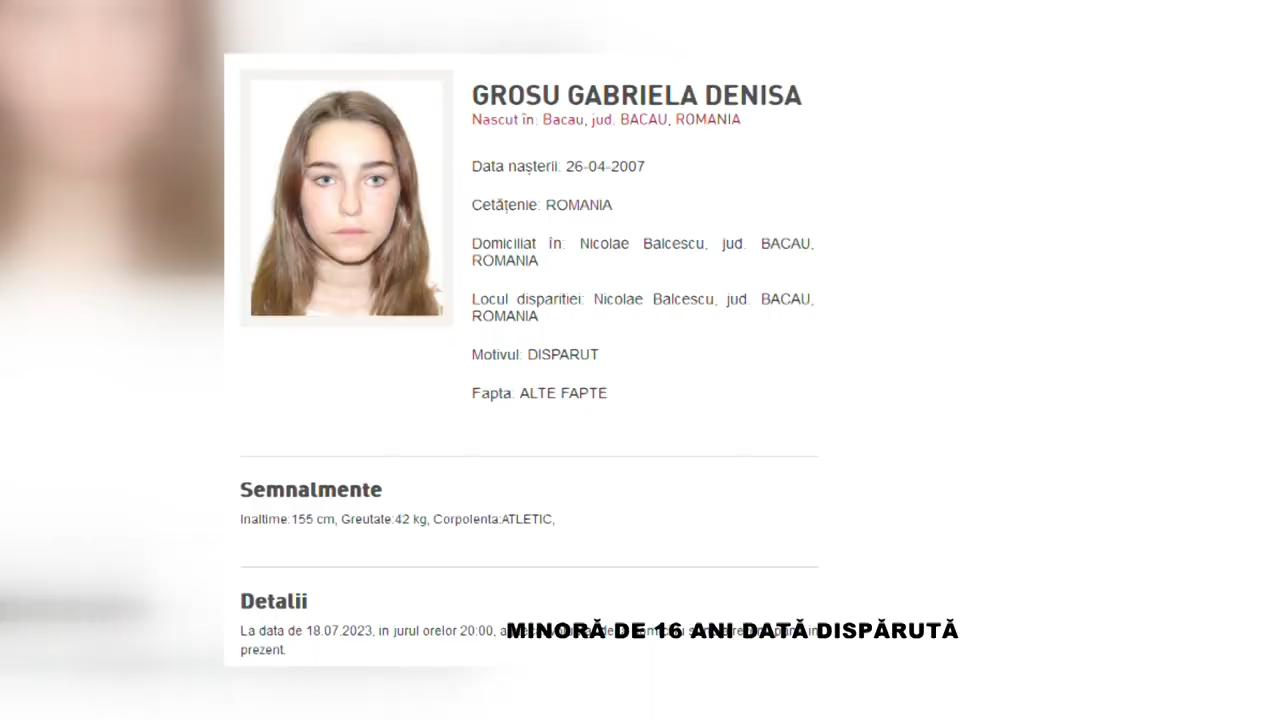 GROSU GABRIELA DENISA
Nascut în: Bacau, jud. BACAU, ROMANIA
Data nașterii: 26-04-2007
Cetățenie: ROMANIA
Domiciliat în: Nicolae Balcescu, jud. BACAU,
ROMANIA
Locul disparitiei: Nicolae Balcescu, jud. BACAU,
ROMANIA
Motivul: DISPARUT
Fapta: ALTE FAPTE
Semnalmente
Inaltime:155 cm, Greutate:42 kg, Corpolenta:ATLETIC,
Detalii
La data de 18.07.2023, in jurul orelor 20:00,
MINORĂ DE 16 ANI DATĂ DISPĂRUTĂ
prezent.